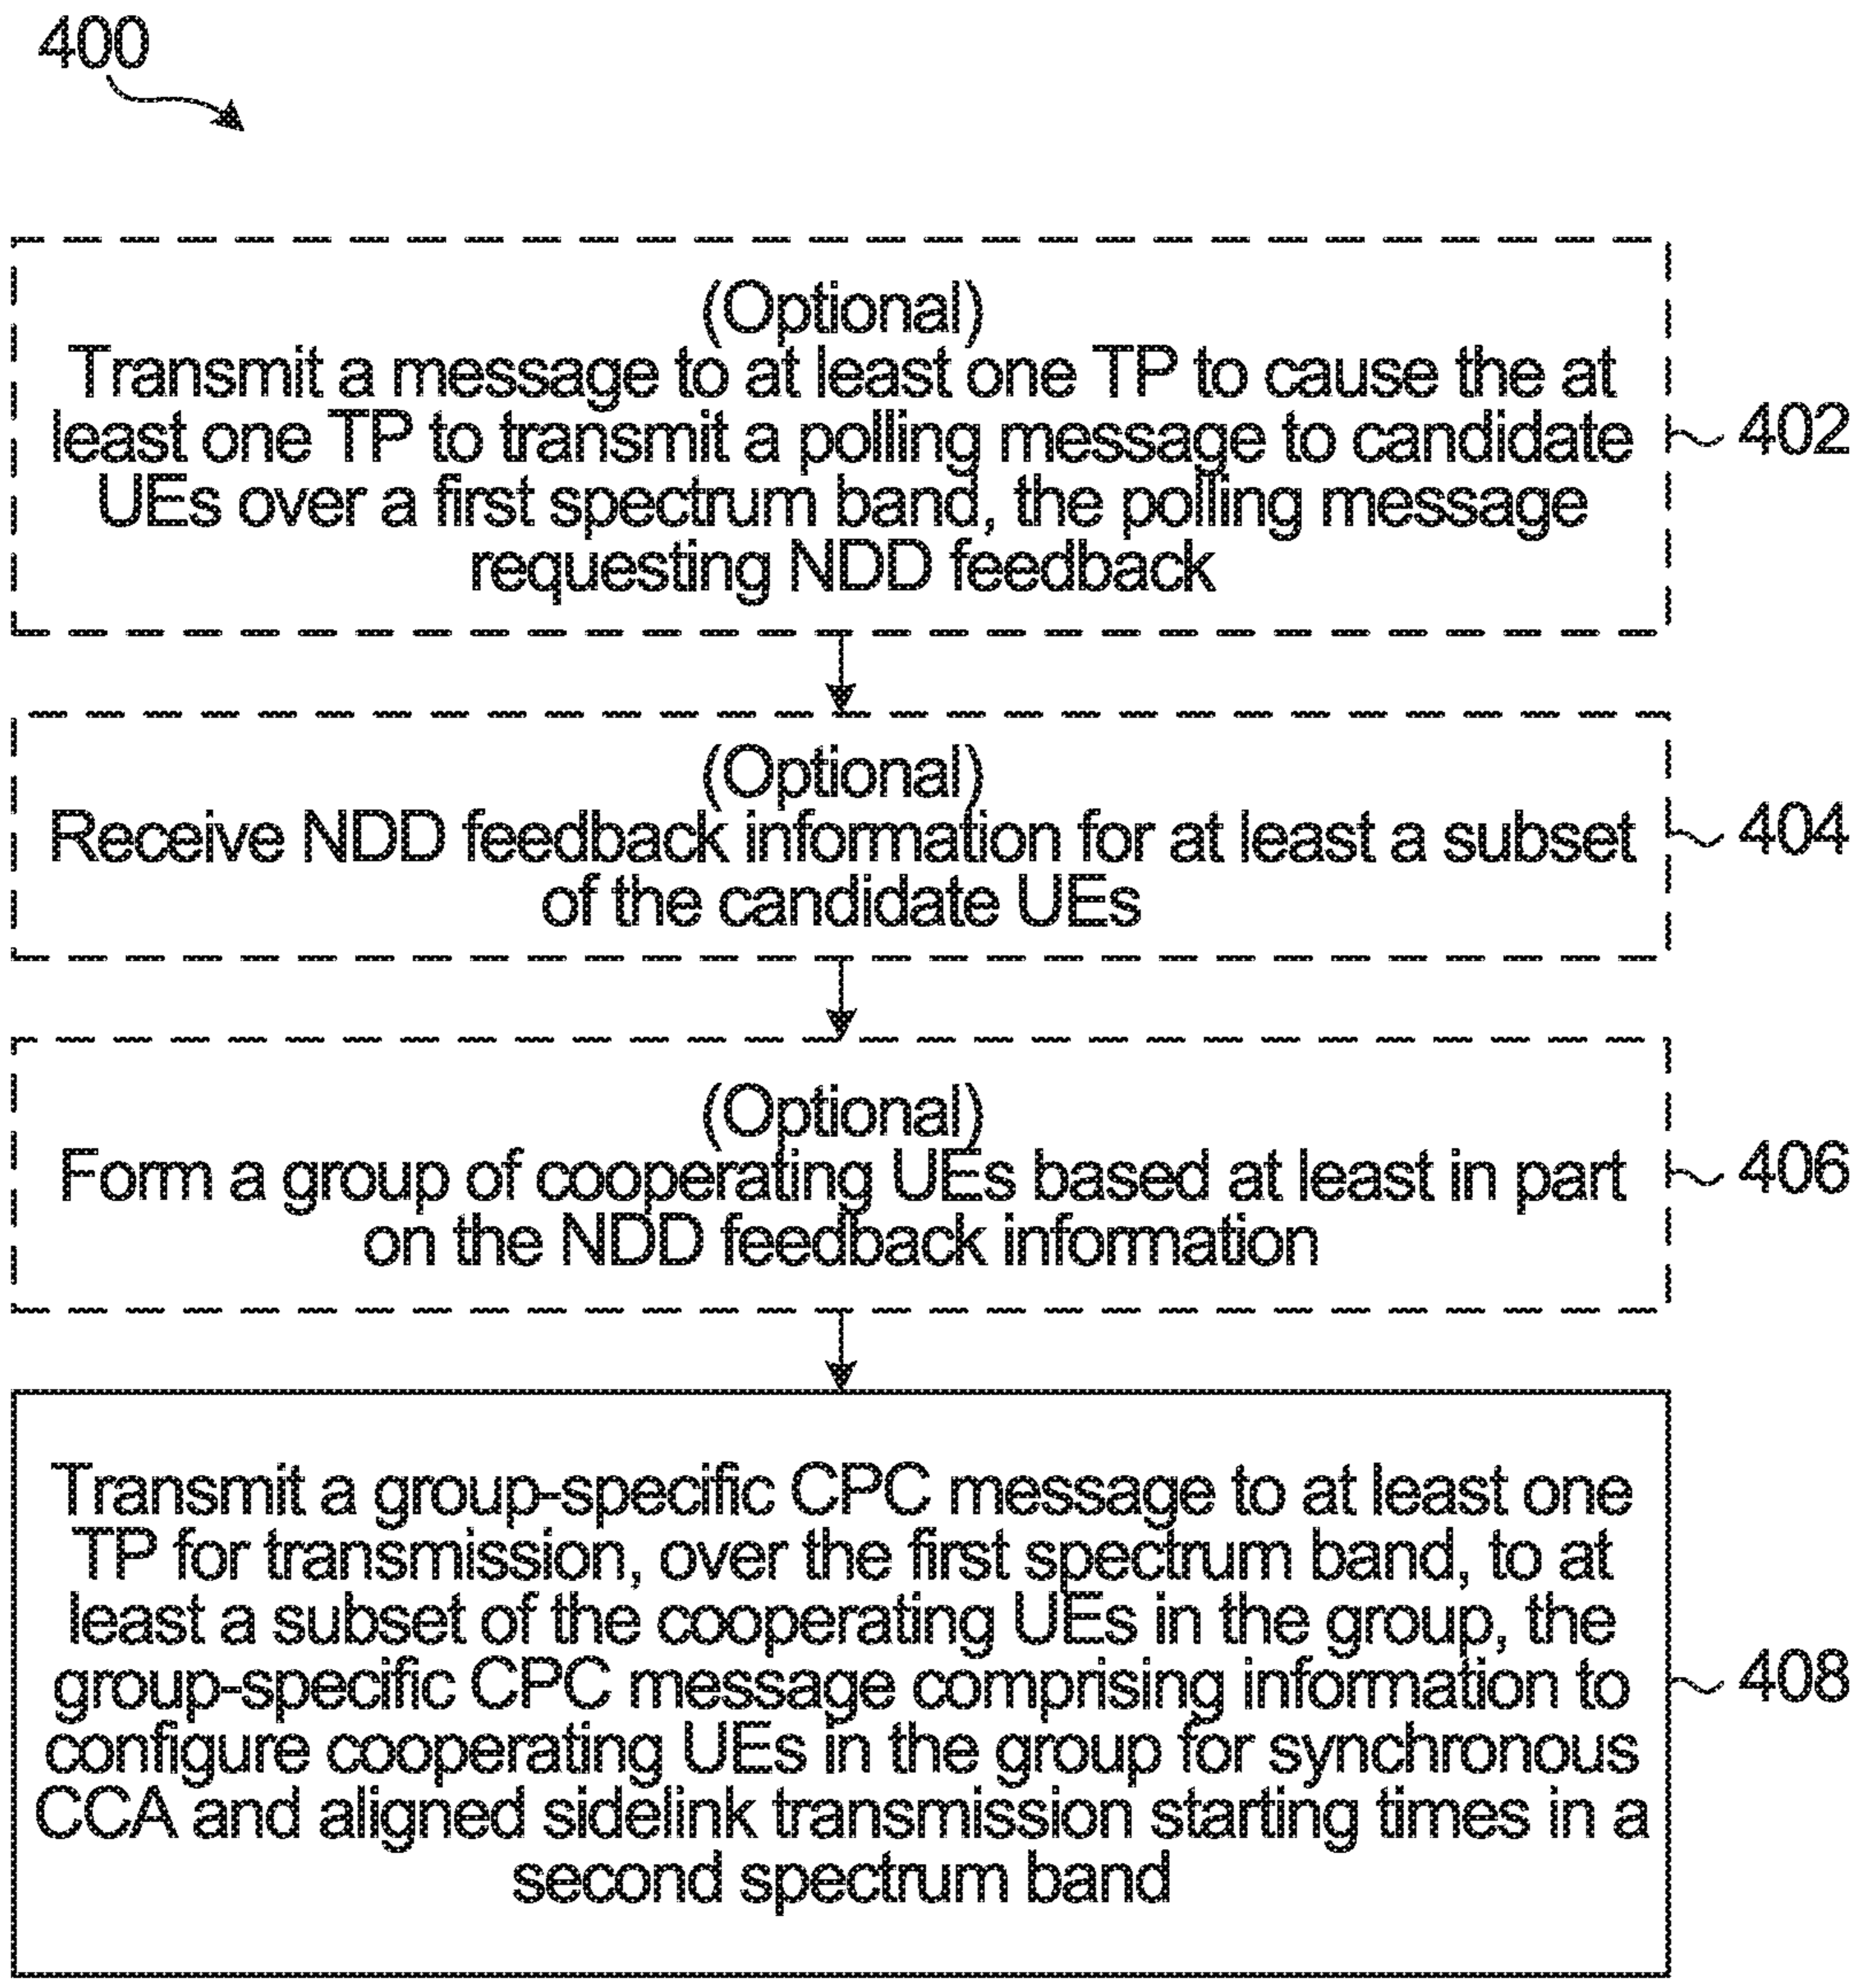 400
(Optional)
Transmit a message to at least one TP to cause the at
least one TP to transmit a polling message to candidate
UEs over a first spectrum band, the polling message
requesting NDD feedback
402
(Optional)
Receive NDD feedback information for at least a subset
of the candidate UEs
404
(Optional)
Form a group of cooperating UEs based at least in part
on the NDD feedback information
406
Transmit a group-specific CPC message to at least one
TP for transmission, over the first spectrum band, to at
least a subset of the cooperating UEs in the group, the
group-specific CPC message comprising information to
configure cooperating UEs in the group for synchronous
CCA and aligned sidelink transmission starting times in a
second spectrum band
408